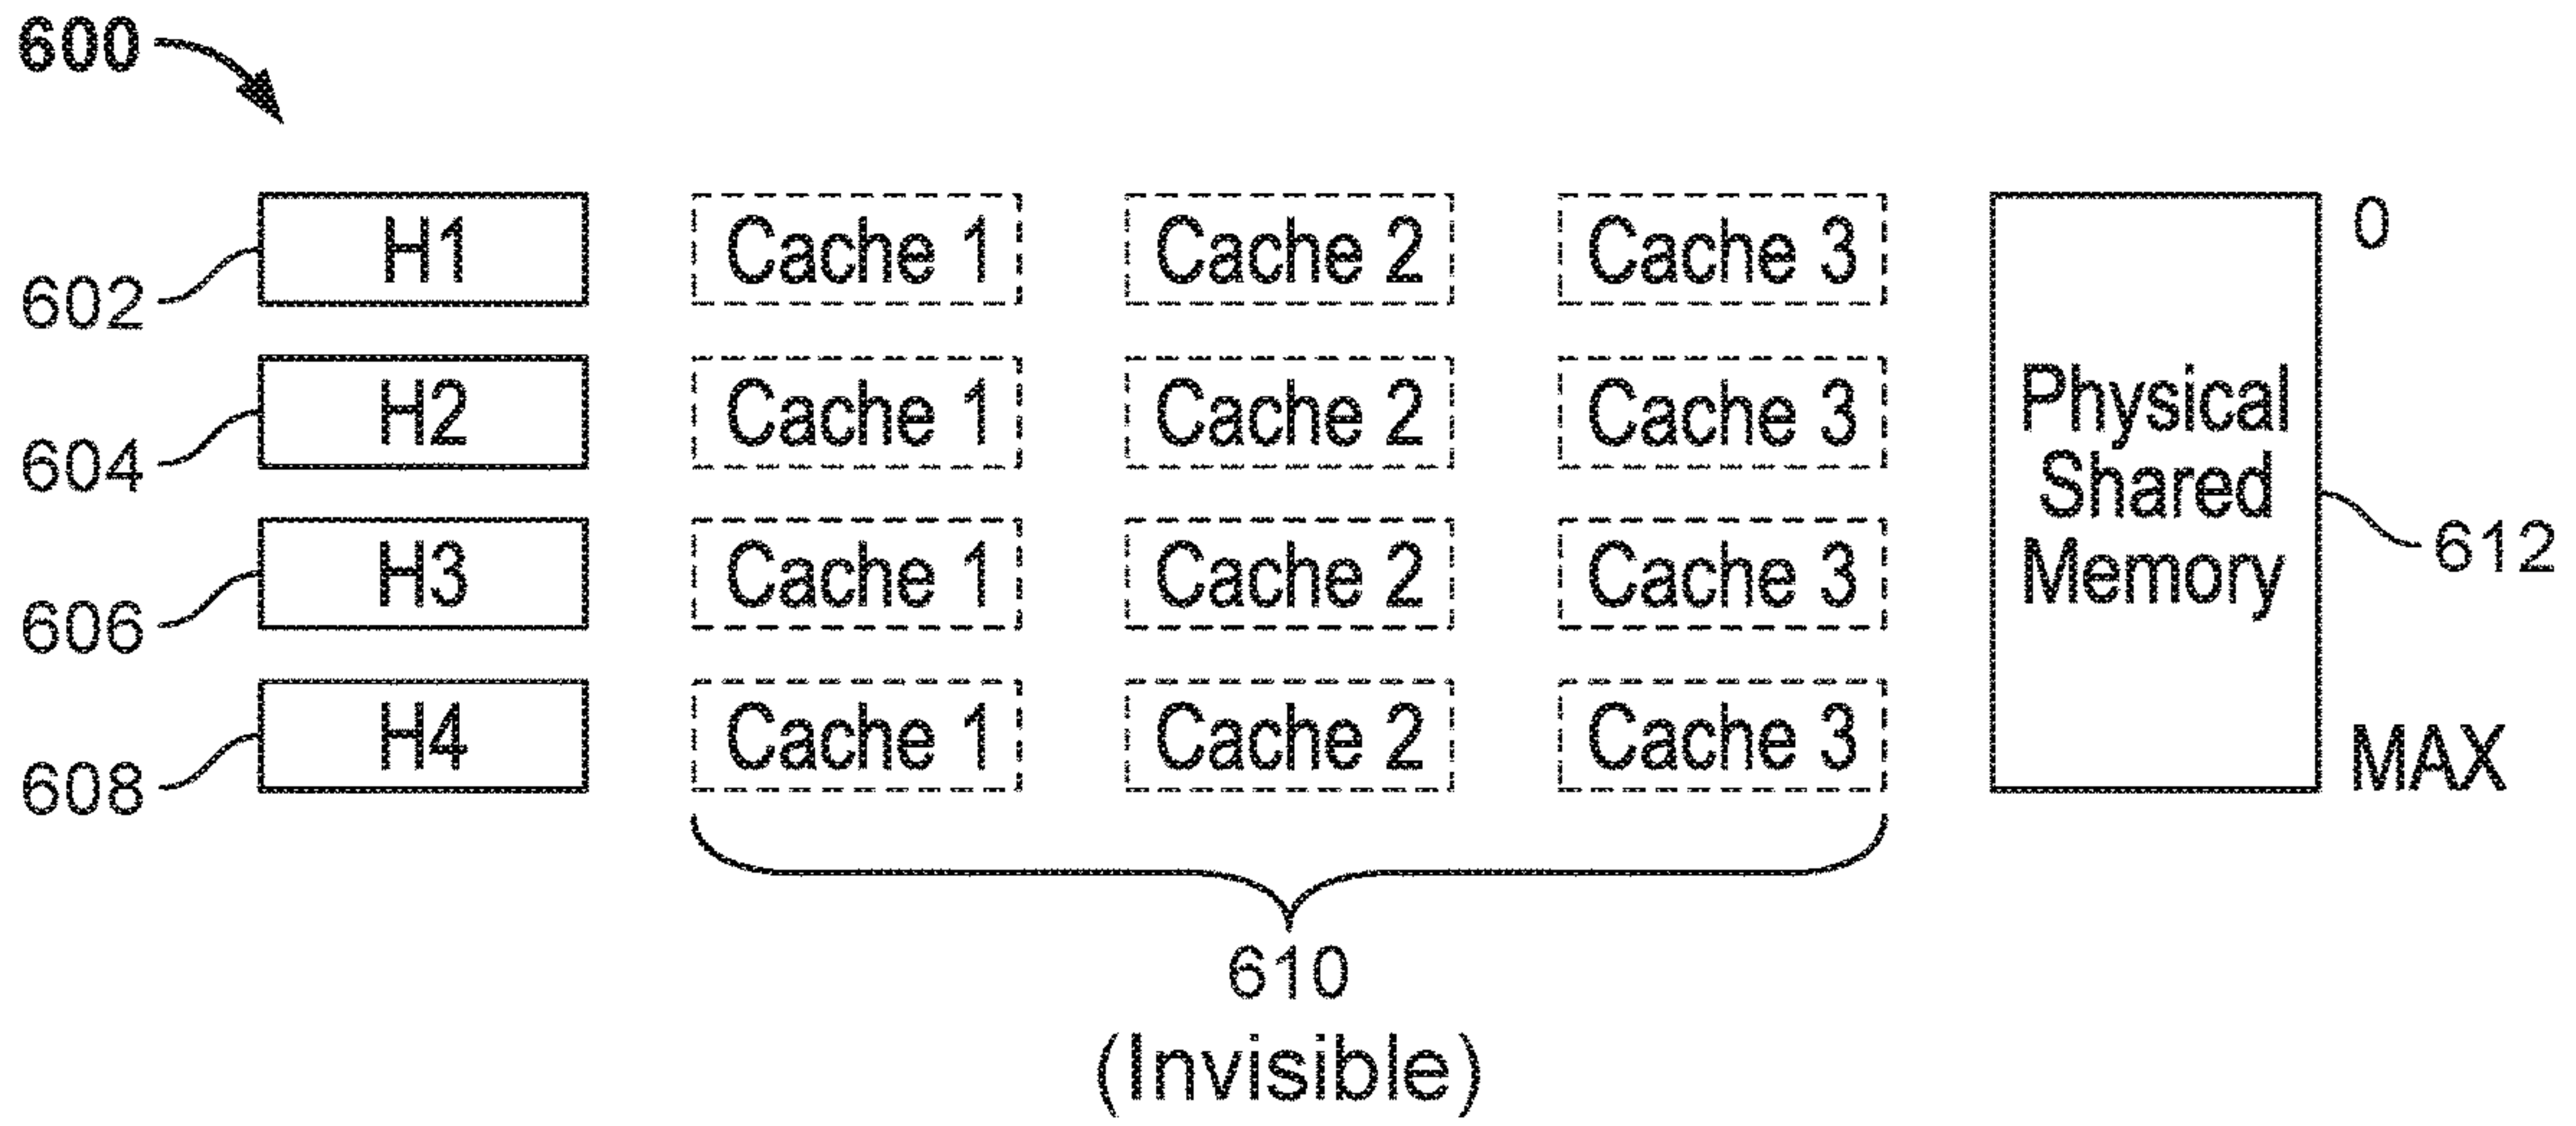 600
H1 Cache 1 Cache 2 Cache 3 0
602
H2 Cache 1 Cache 2 Cache 3
604
Physical
Shared
Memory
612
H3 Cache 1 Cache 2 Cache 3
606
H4 Cache 1 Cache 2 Cache 3 MAX
608
610
(Invisible)